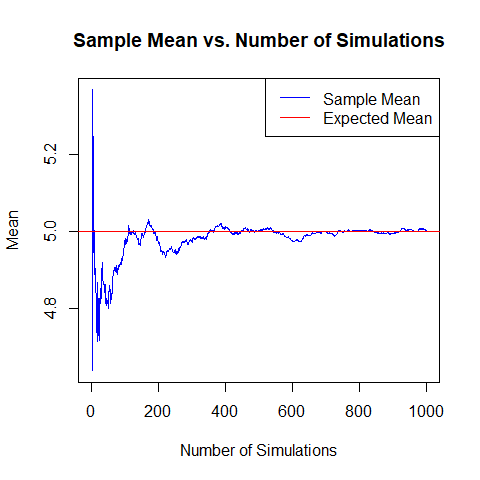 Sample Mean vs. Number of Simulations
Sample Mean
Expected Mean
Mean
5.2
5.0
4.8
0 200 400 600 800 1000
Number of Simulations